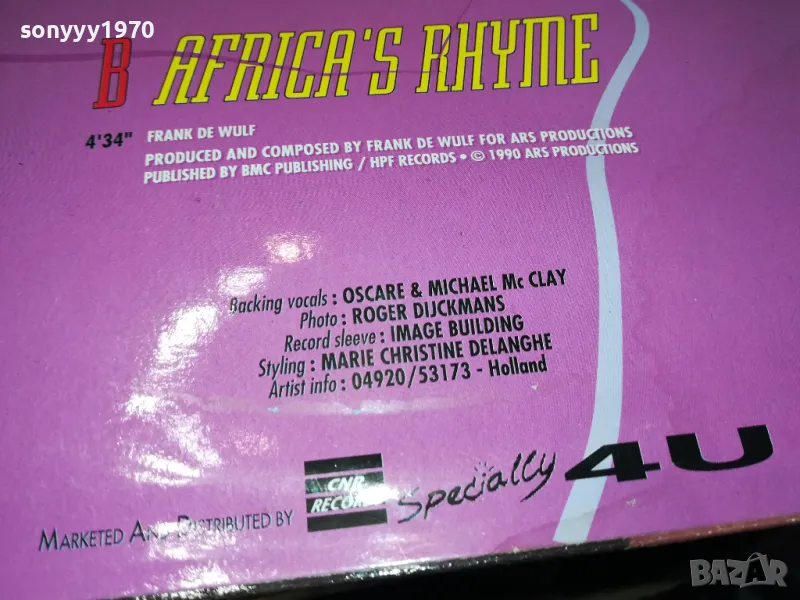 sonyyy1970
B AFRICA'S RHYME
4'34" FRANK DE WULF
PRODUCED AND COMPOSED BY FRANK DE WULF FOR ARS PRODUCTIONS
PUBLISHED BY BMC PUBLISHING / HPF RECORDS • © 1990 ARS PRODUCTIONS
Backing vocals : OSCARE & MICHAEL Mc CLAY
Photo : ROGER DIJCKMANS
Record sleeve : IMAGE BUILDING
Styling : MARIE CHRISTINE DELANGHE
Artist info : 04920/53173 - Holland
MARKETED AND DISTRIBUTED BY
CNR
RECORDS
Specially 4U
BAZAR